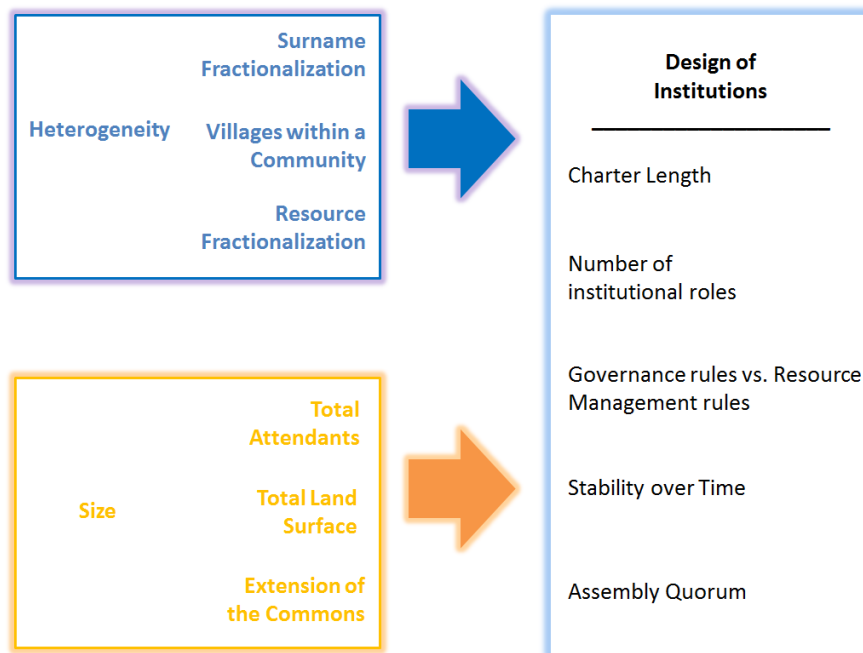 Surname
Fractionalization
Heterogeneity
Villages within a
Community
Resource
Fractionalization
Total
Attendants
Size
Total Land
Surface
Extension of
the Commons
Design of
Institutions
Charter Length
Number of
institutional roles
Governance rules vs. Resource
Management rules
Stability over Time
Assembly Quorum